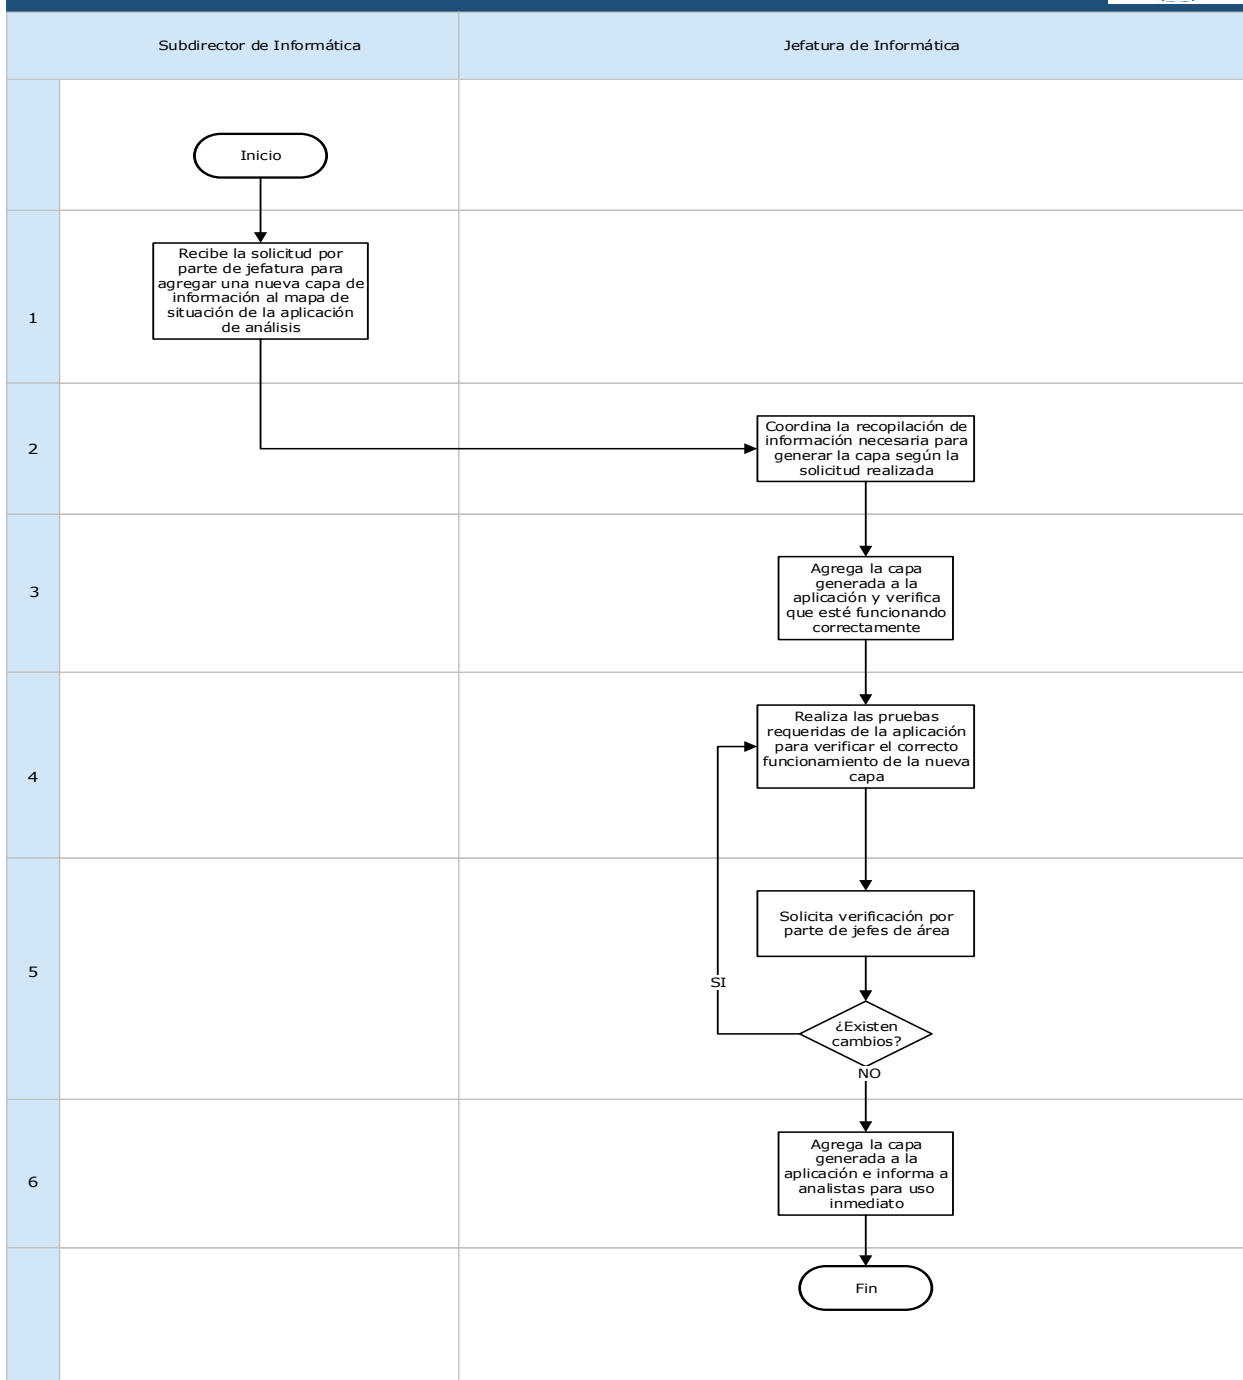 Subdirector de Informática
Jefatura de Informática
Inicio
1
Recibe la solicitud por
parte de jefatura para
agregar una nueva capa de
información al mapa de
situación de la aplicación
de análisis
2
Coordina la recopilación de
información necesaria para
generar la capa según la
solicitud realizada
3
Agrega la capa
generada a la
aplicación y verifica
que esté funcionando
correctamente
4
Realiza las pruebas
requeridas de la aplicación
para verificar el correcto
funcionamiento de la nueva
capa
5
Solicita verificación por
parte de jefes de área
SI
¿Existen
cambios?
NO
6
Agrega la capa
generada a la
aplicación e informa a
analistas para uso
inmediato
Fin